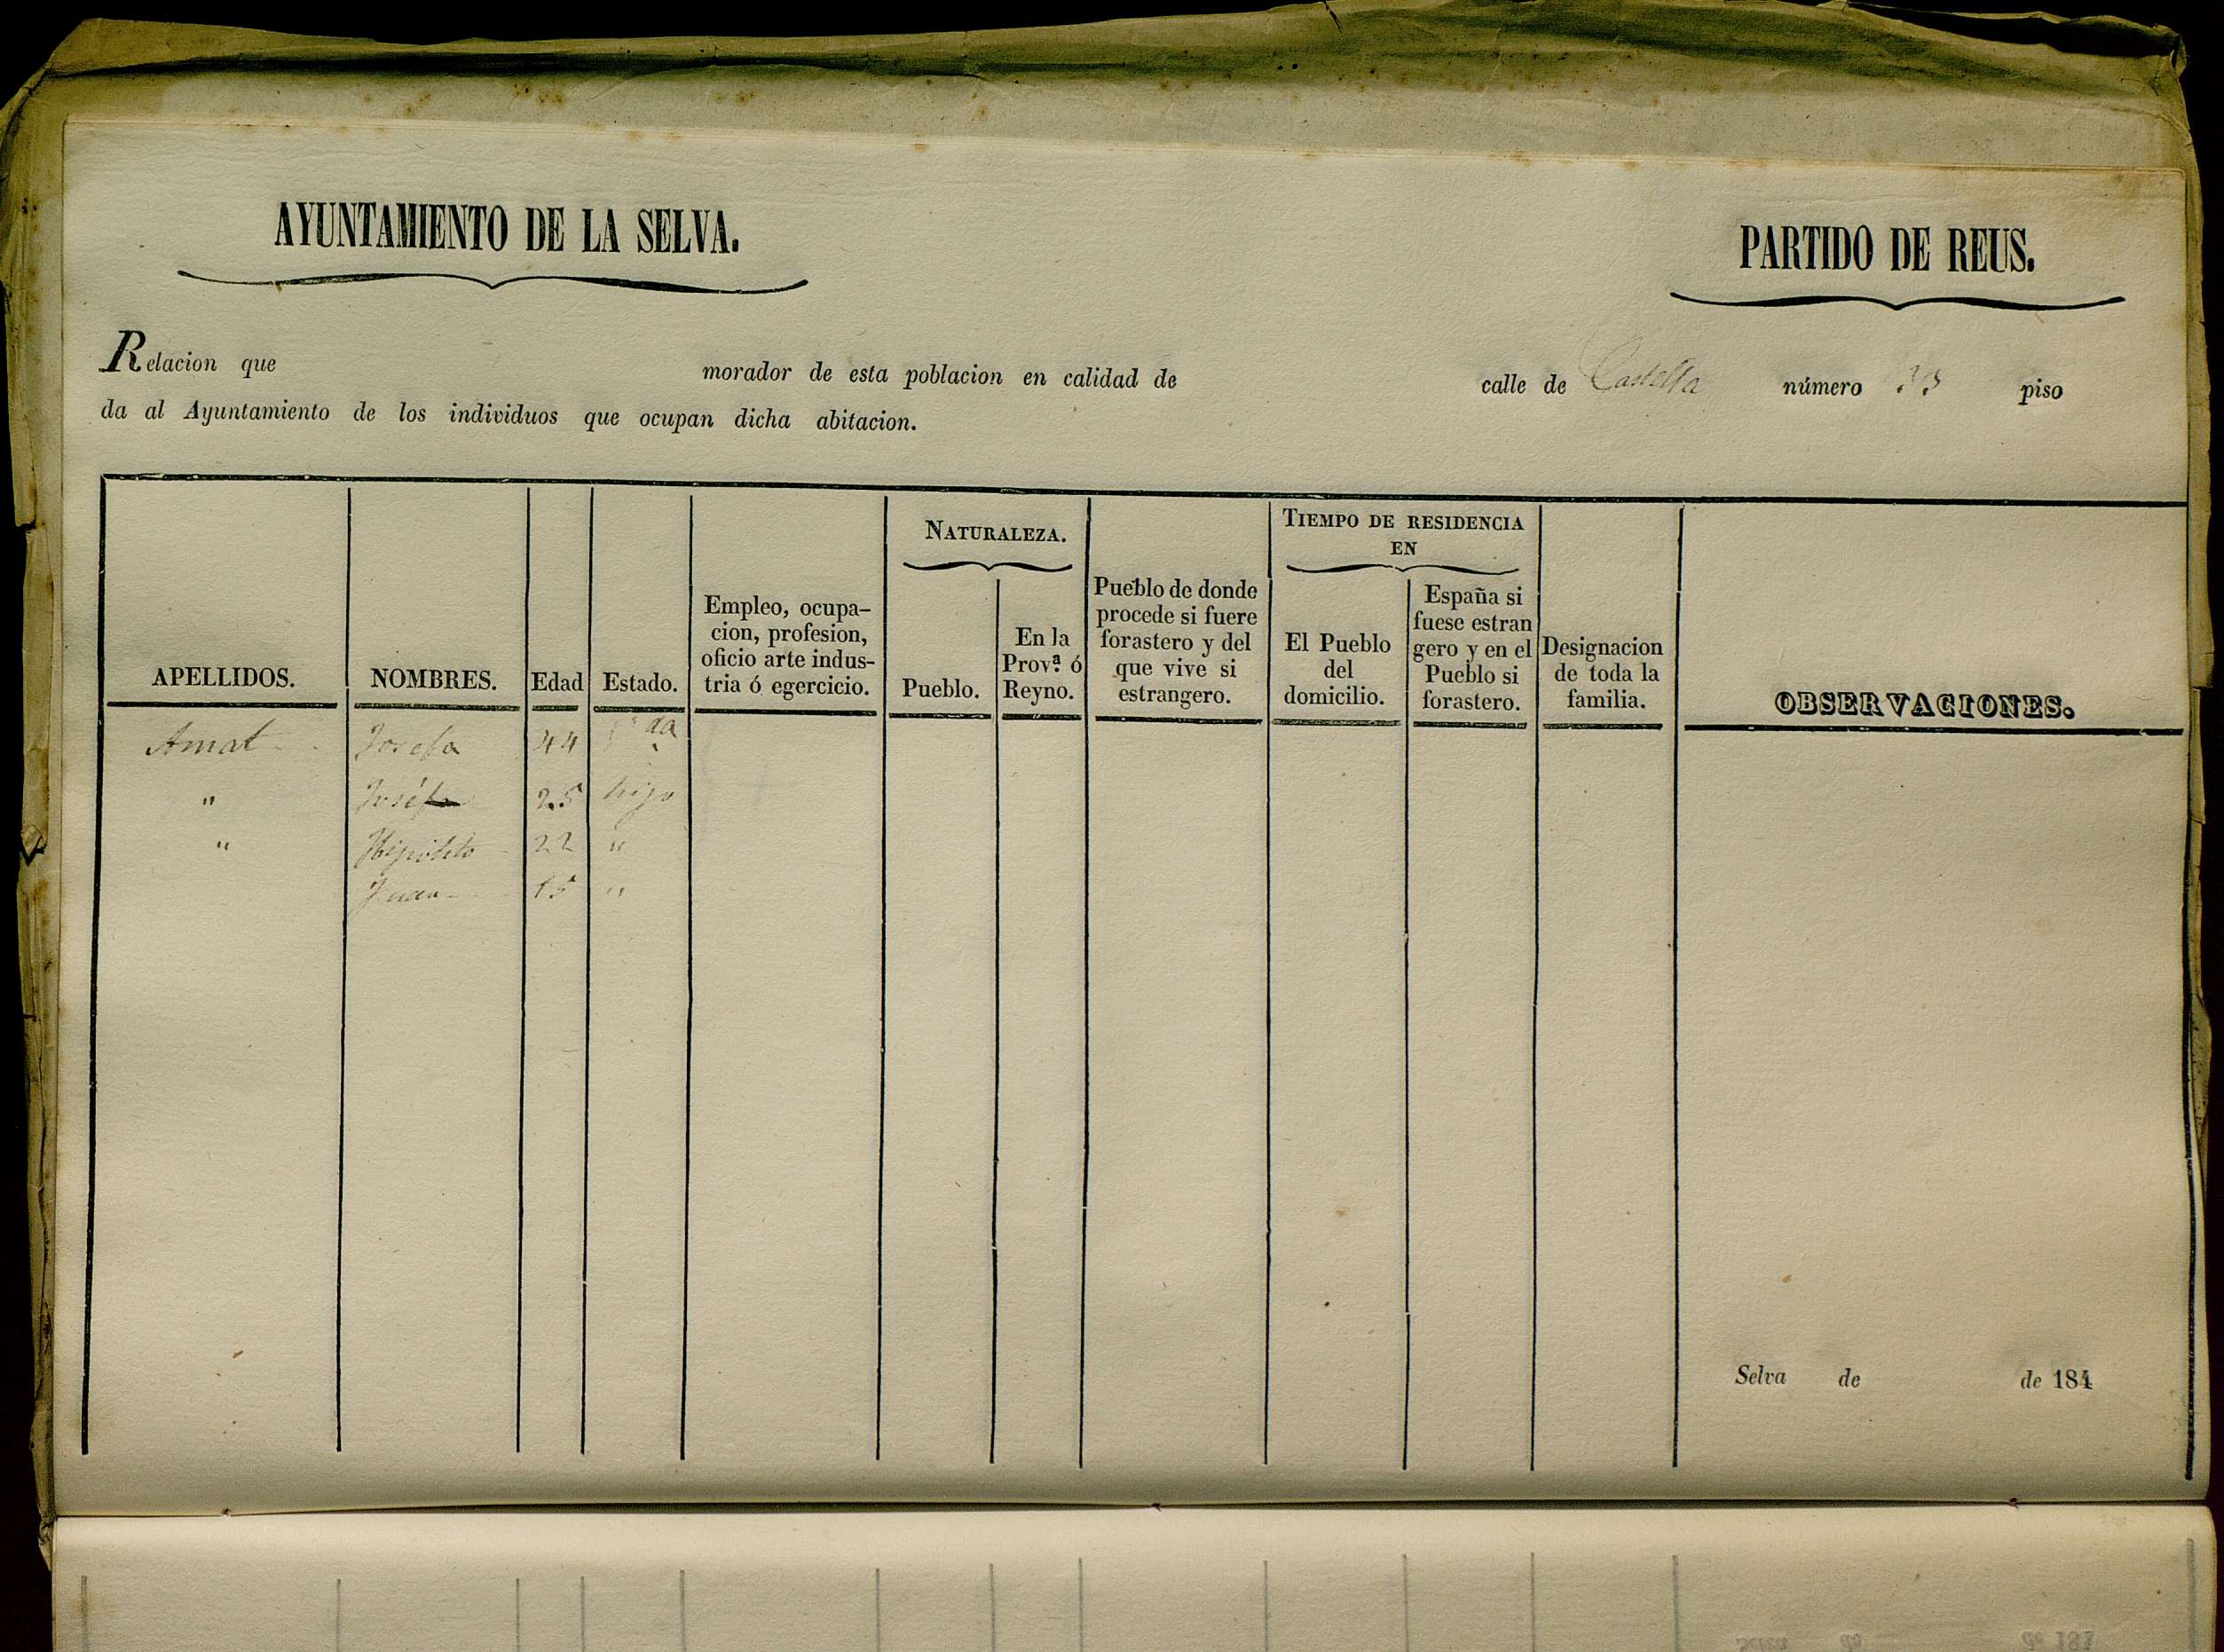 AYUNTAMIENTO DE LA SELVA.
PARTIDO DE REUS.
Relacion que morador de esta poblacion en calidad de calle de Castella número 33 piso
da al Ayuntamiento de los individuos que ocupan dicha abitacion.
APELLIDOS.
NOMBRES.
Edad
Estado.
Empleo, ocupa-
cion, profesion,
oficio arte indus-
tria ó egercicio.
NATURALEZA.
Pueblo.
En la
Provª. ó
Reyno.
Pueblo de donde
procede si fuere
forastero y del
que vive si
estrangero.
TIEMPO DE RESIDENCIA
EN
El Pueblo
del
domicilio.
España si
fuese estran
gero y en el
Pueblo si
forastero.
Designacion
de toda la
familia.
OBSERVACIONES.
Amat Josefa 44
" José 25 hijo
" Hipólito 22 "
Juan 15 "
Selva de de 184